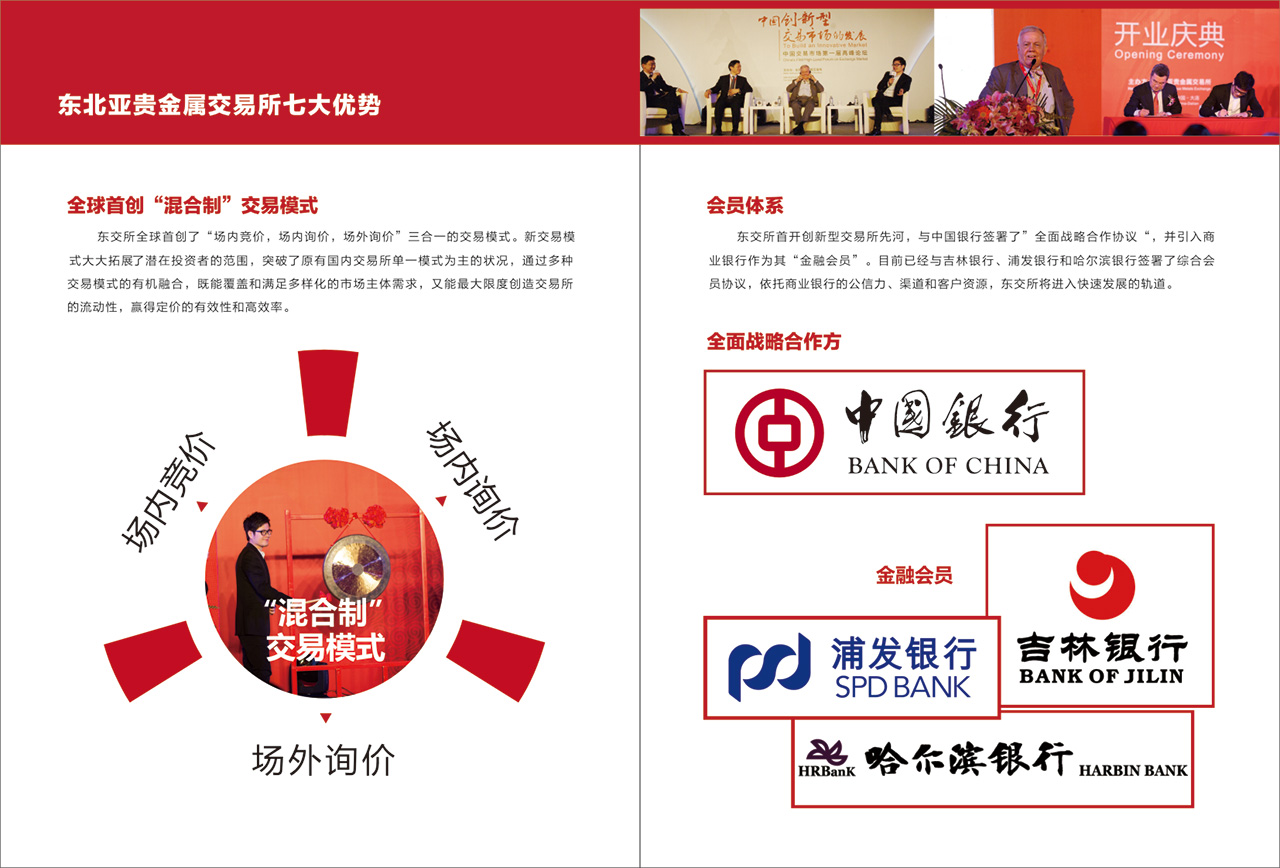 东北亚贵金属交易所七大优势
中国创新型
交易市场的发展
To Build an Innovative Market
中国交易所场第一届高峰论坛
开业庆典
Opening Ceremony
全球首创“混合制”交易模式
东交所全球首创了“场内竞价，场内询价，场外询价”三合一的交易模式。新交易模
式大大拓展了潜在投资者的范围，突破了原有国内交易所单一模式为主的状况，通过多种
交易模式的有机融合，既能覆盖和满足多样化的市场主体需求，又能最大限度创造交易所
的流动性，赢得定价的有效性和高效率。
场内竞价
场内询价
“混合制”
交易模式
场外询价
会员体系
东交所首开创新型交易所先河，与中国银行签署了”全面战略合作协议“，并引入商
业银行作为其“金融会员”。目前已经与吉林银行、浦发银行和哈尔滨银行签署了综合会
员协议，依托商业银行的公信力、渠道和客户资源，东交所将进入快速发展的轨道。
全面战略合作方
中國銀行
BANK OF CHINA
金融会员
吉林银行
BANK OF JILIN
浦发银行
SPD BANK
HRBanK
哈尔滨银行
HARBIN BANK